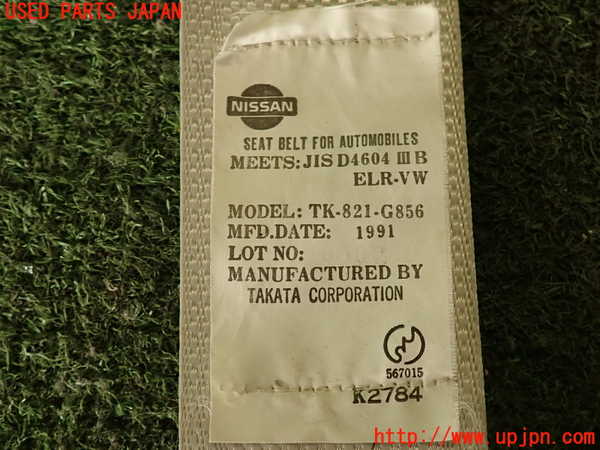 USED PARTS JAPAN
NISSAN
SEAT BELT FOR AUTOMOBILES
MEETS: JIS D4604 III B
ELR-VW
MODEL: TK-821-G856
MFD.DATE: 1991
LOT NO:
MANUFACTURED BY
TAKATA CORPORATION
567015
K2784
http://www.upjpn.com/